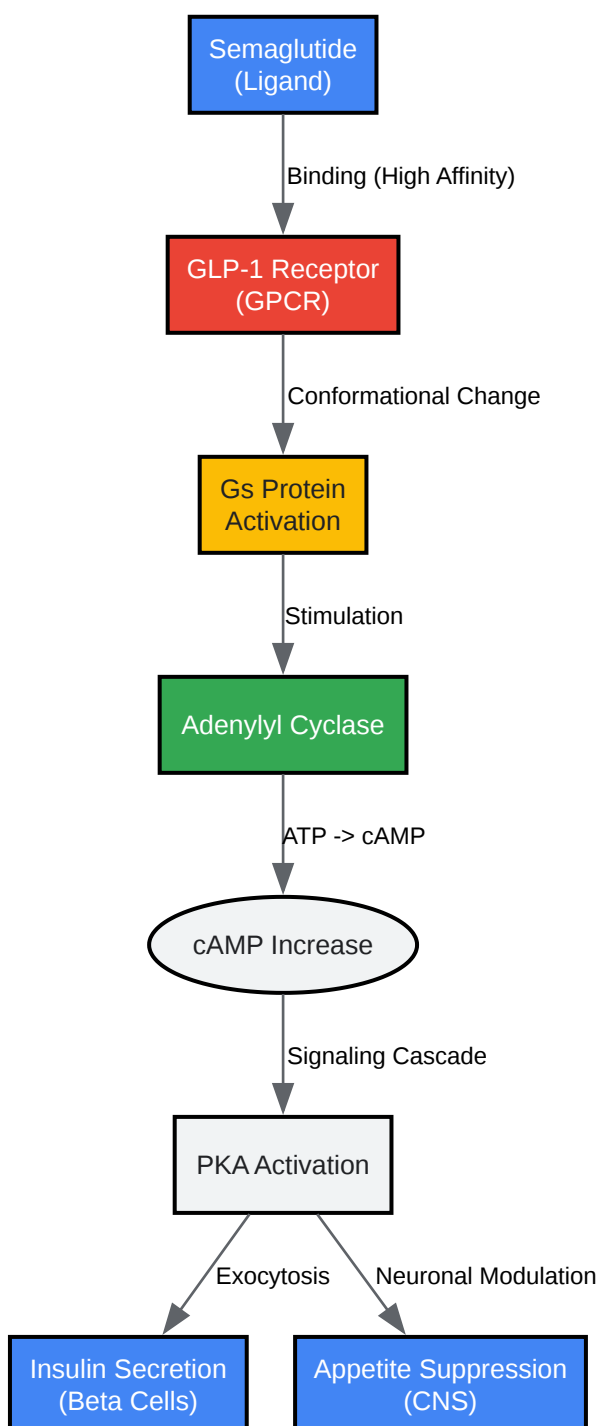 Semaglutide
(Ligand)
Binding (High Affinity)
GLP-1 Receptor
(GPCR)
Conformational Change
Gs Protein
Activation
Stimulation
Adenylyl Cyclase
ATP -> cAMP
cAMP Increase
Signaling Cascade
PKA Activation
Exocytosis
Neuronal Modulation
Insulin Secretion
(Beta Cells)
Appetite Suppression
(CNS)